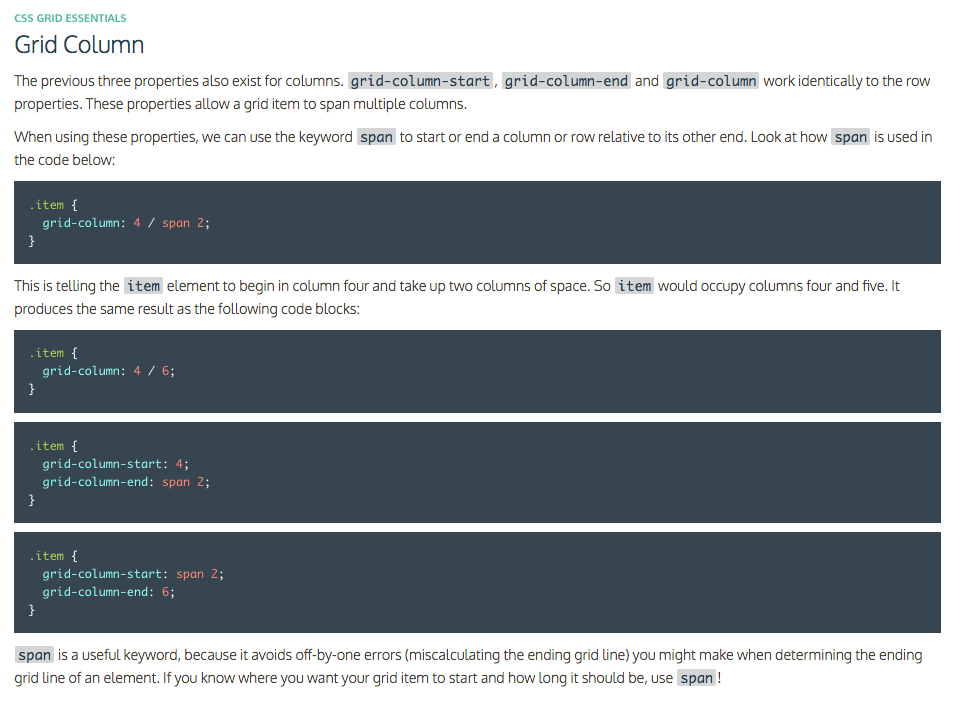 CSS GRID ESSENTIALS
Grid Column
The previous three properties also exist for columns. grid-column-start, grid-column-end and grid-column work identically to the row
properties. These properties allow a grid item to span multiple columns.
When using these properties, we can use the keyword span to start or end a column or row relative to its other end. Look at how span is used in
the code below:
.item {
  grid-column: 4 / span 2;
}
This is telling the item element to begin in column four and take up two columns of space. So item would occupy columns four and five. It
produces the same result as the following code blocks:
.item {
  grid-column: 4 / 6;
}
.item {
  grid-column-start: 4;
  grid-column-end: span 2;
}
.item {
  grid-column-start: span 2;
  grid-column-end: 6;
}
span is a useful keyword, because it avoids off-by-one errors (miscalculating the ending grid line) you might make when determining the ending
grid line of an element. If you know where you want your grid item to start and how long it should be, use span!